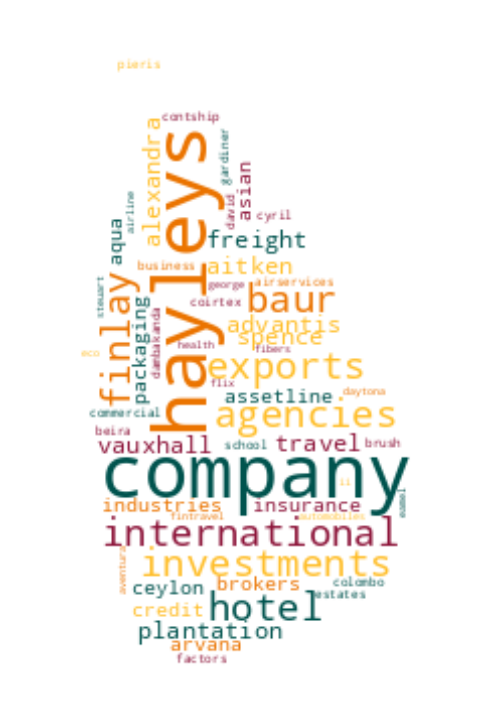 pieris
contship
alexandra
hayleys
gardiner
david
asian
cyril
airline
aqua
freight
business
aitken
george
airservices
stewart
finlay
packaging
dambakanda
coirtex
baur
advantis
spence
health
fibers
eco
exports
flix
assetline
daytona
commercial
agencies
beira
vauxhall
school
travel
brush
company
ii
eamel
industries
insurance
fintravel
automobiles
international
investments
aventura
ceylon
brokers
colombo
estates
credit
hotel
plantation
arvana
factors